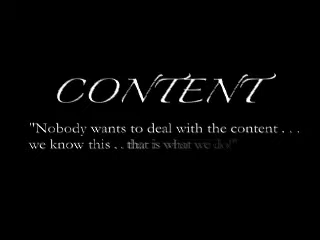 CONTENT
"Nobody wants to deal with the content . . .
we know this . . that is what we do!"